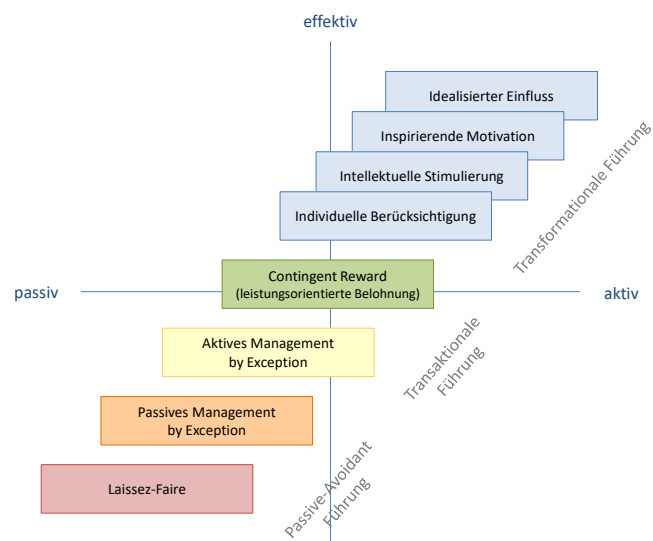 effektiv
Idealisierter Einfluss
Inspirierende Motivation
Intellektuelle Stimulierung
Individuelle Berücksichtigung
Transformationale Führung
Contingent Reward
(leistungsorientierte Belohnung)
passiv
aktiv
Aktives Management
by Exception
Transaktionale
Führung
Passives Management
by Exception
Laissez-Faire
Passive-Avoidant
Führung